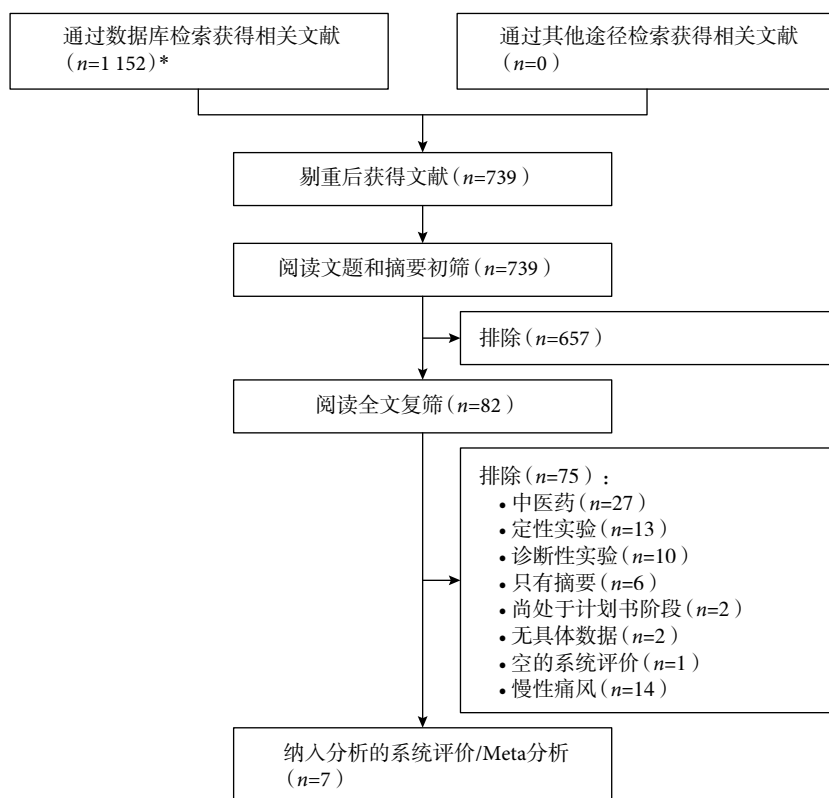 通过数据库检索获得相关文献
（n=1 152）*
通过其他途径检索获得相关文献
（n=0）
剔重后获得文献（n=739）
阅读文题和摘要初筛（n=739）
排除（n=657）
阅读全文复筛（n=82）
排除（n=75）：
• 中医药（n=27）
• 定性实验（n=13）
• 诊断性实验（n=10）
• 只有摘要（n=6）
• 尚处于计划书阶段（n=2）
• 无具体数据（n=2）
• 空的系统评价（n=1）
• 慢性痛风（n=14）
纳入分析的系统评价/Meta分析
（n=7）